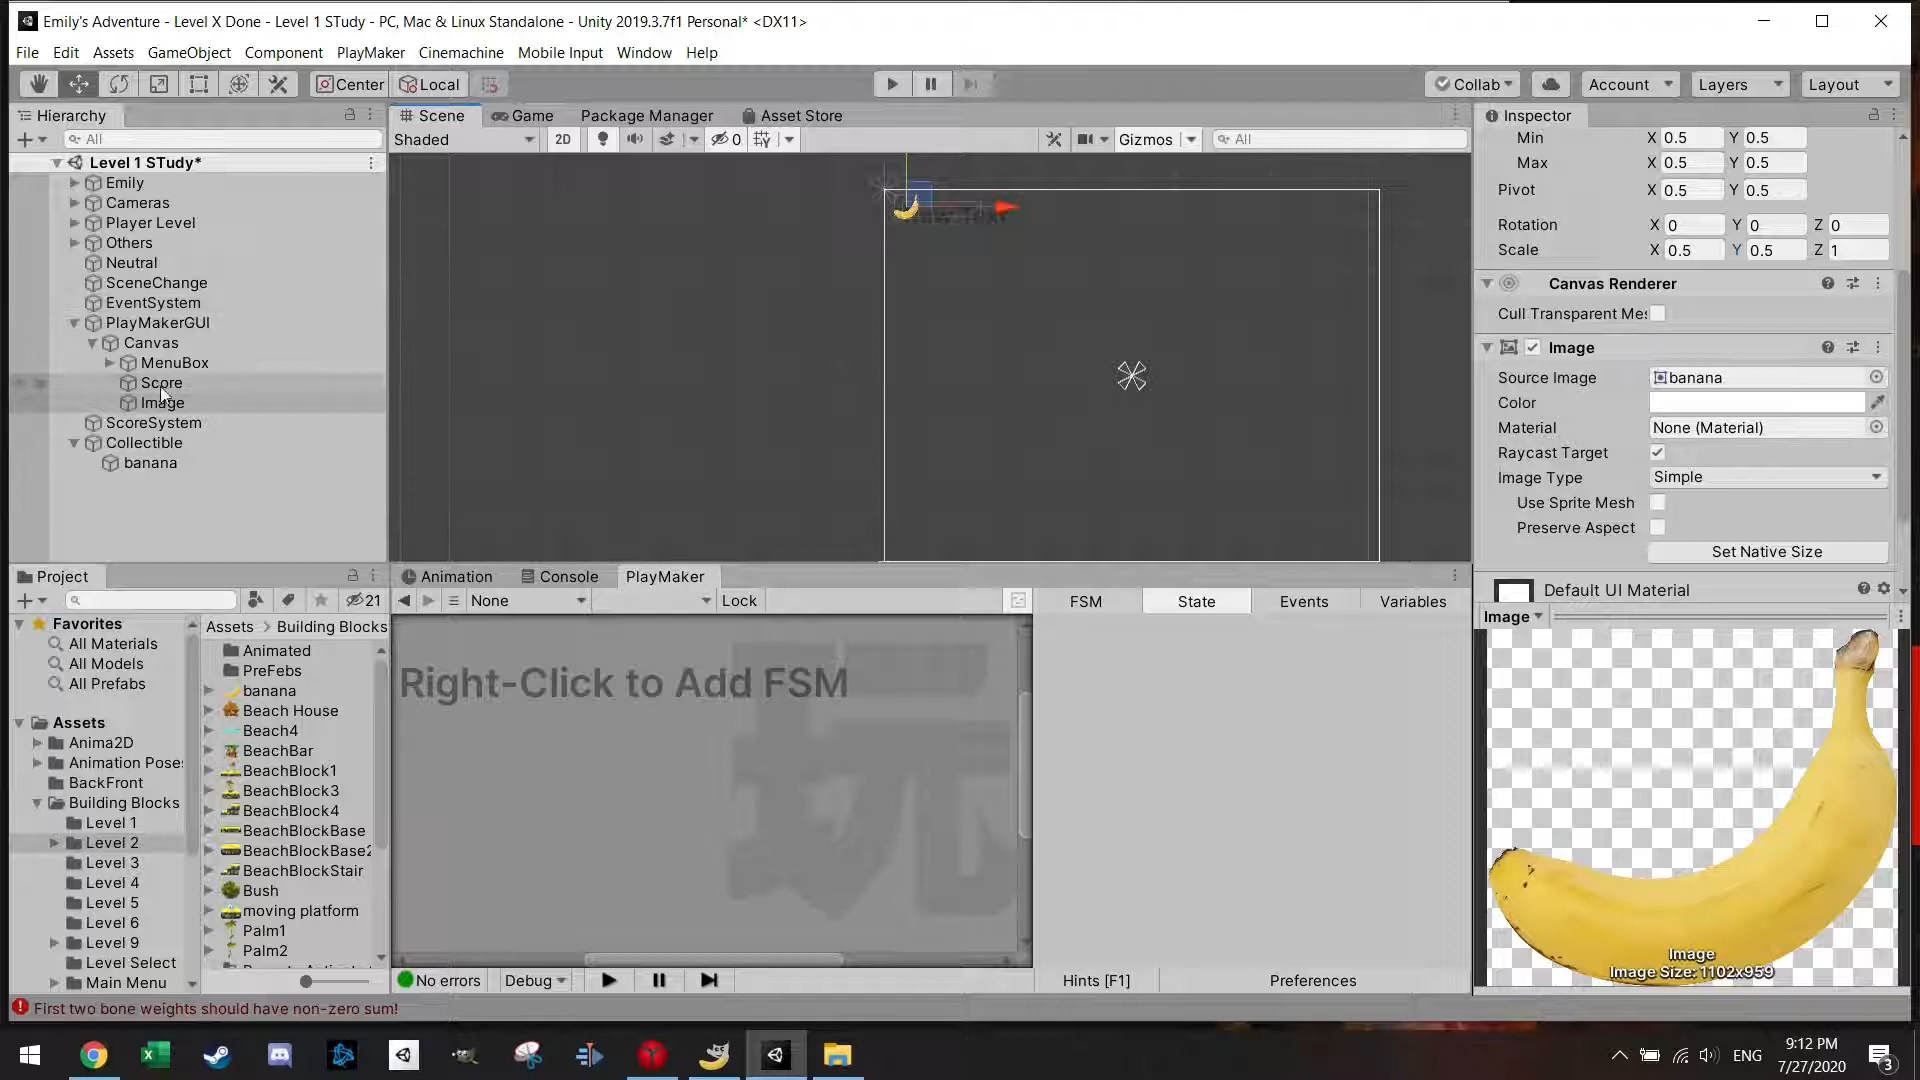 Emily's Adventure - Level X Done - Level 1 STudy - PC, Mac & Linux Standalone - Unity 2019.3.7f1 Personal* <DX11>
File Edit Assets GameObject Component PlayMaker Cinemachine Mobile Input Window Help
Center Local Collab Account Layers Layout
Hierarchy
All
Level 1 STudy*
Emily
Cameras
Player Level
Others
Neutral
SceneChange
EventSystem
PlayMakerGUI
Canvas
MenuBox
Score
Image
ScoreSystem
Collectible
banana
Scene Game Package Manager Asset Store
Shaded 2D 0 Gizmos All
Inspector
Min X 0.5 Y 0.5
Max X 0.5 Y 0.5
Pivot X 0.5 Y 0.5
Rotation X 0 Y 0 Z 0
Scale X 0.5 Y 0.5 Z 1
Canvas Renderer
Cull Transparent Mes
Image
Source Image banana
Color
Material None (Material)
Raycast Target
Image Type Simple
Use Sprite Mesh
Preserve Aspect
Set Native Size
Default UI Material
Image
Image
Image Size: 1102x959
Project
21
Favorites
All Materials
All Models
All Prefabs
Assets
Anima2D
Animation Pose
BackFront
Building Blocks
Level 1
Level 2
Level 3
Level 4
Level 5
Level 6
Level 9
Level Select
Main Menu
Assets > Building Blocks
Animated
PreFebs
banana
Beach House
Beach4
BeachBar
BeachBlock1
BeachBlock3
BeachBlock4
BeachBlockBase
BeachBlockBase2
BeachBlockStair
Bush
moving platform
Palm1
Palm2
Animation Console PlayMaker
None Lock
FSM State Events Variables
Right-Click to Add FSM
No errors Debug Hints [F1] Preferences
First two bone weights should have non-zero sum!
ENG
9:12 PM
7/27/2020
3